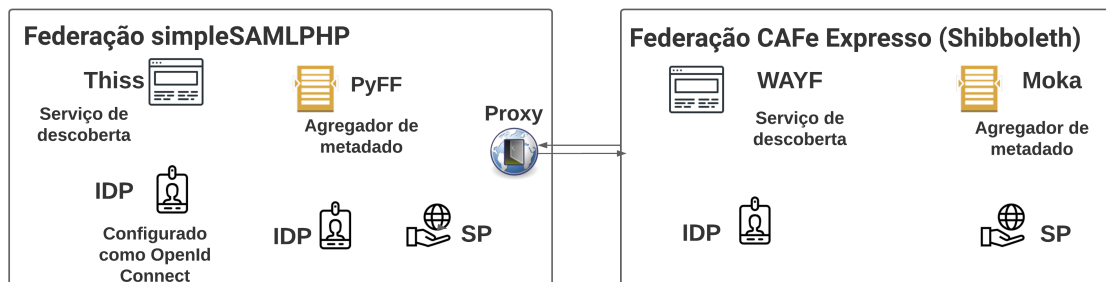 Federação simpleSAMLPHP
Thiss
Serviço de
descoberta
PyFF
Agregador de
metadado
Proxy
IDP
Configurado
como OpenId
Connect
IDP
SP
Federação CAFe Expresso (Shibboleth)
WAYF
Serviço de
descoberta
Moka
Agregador de
metadado
IDP
SP